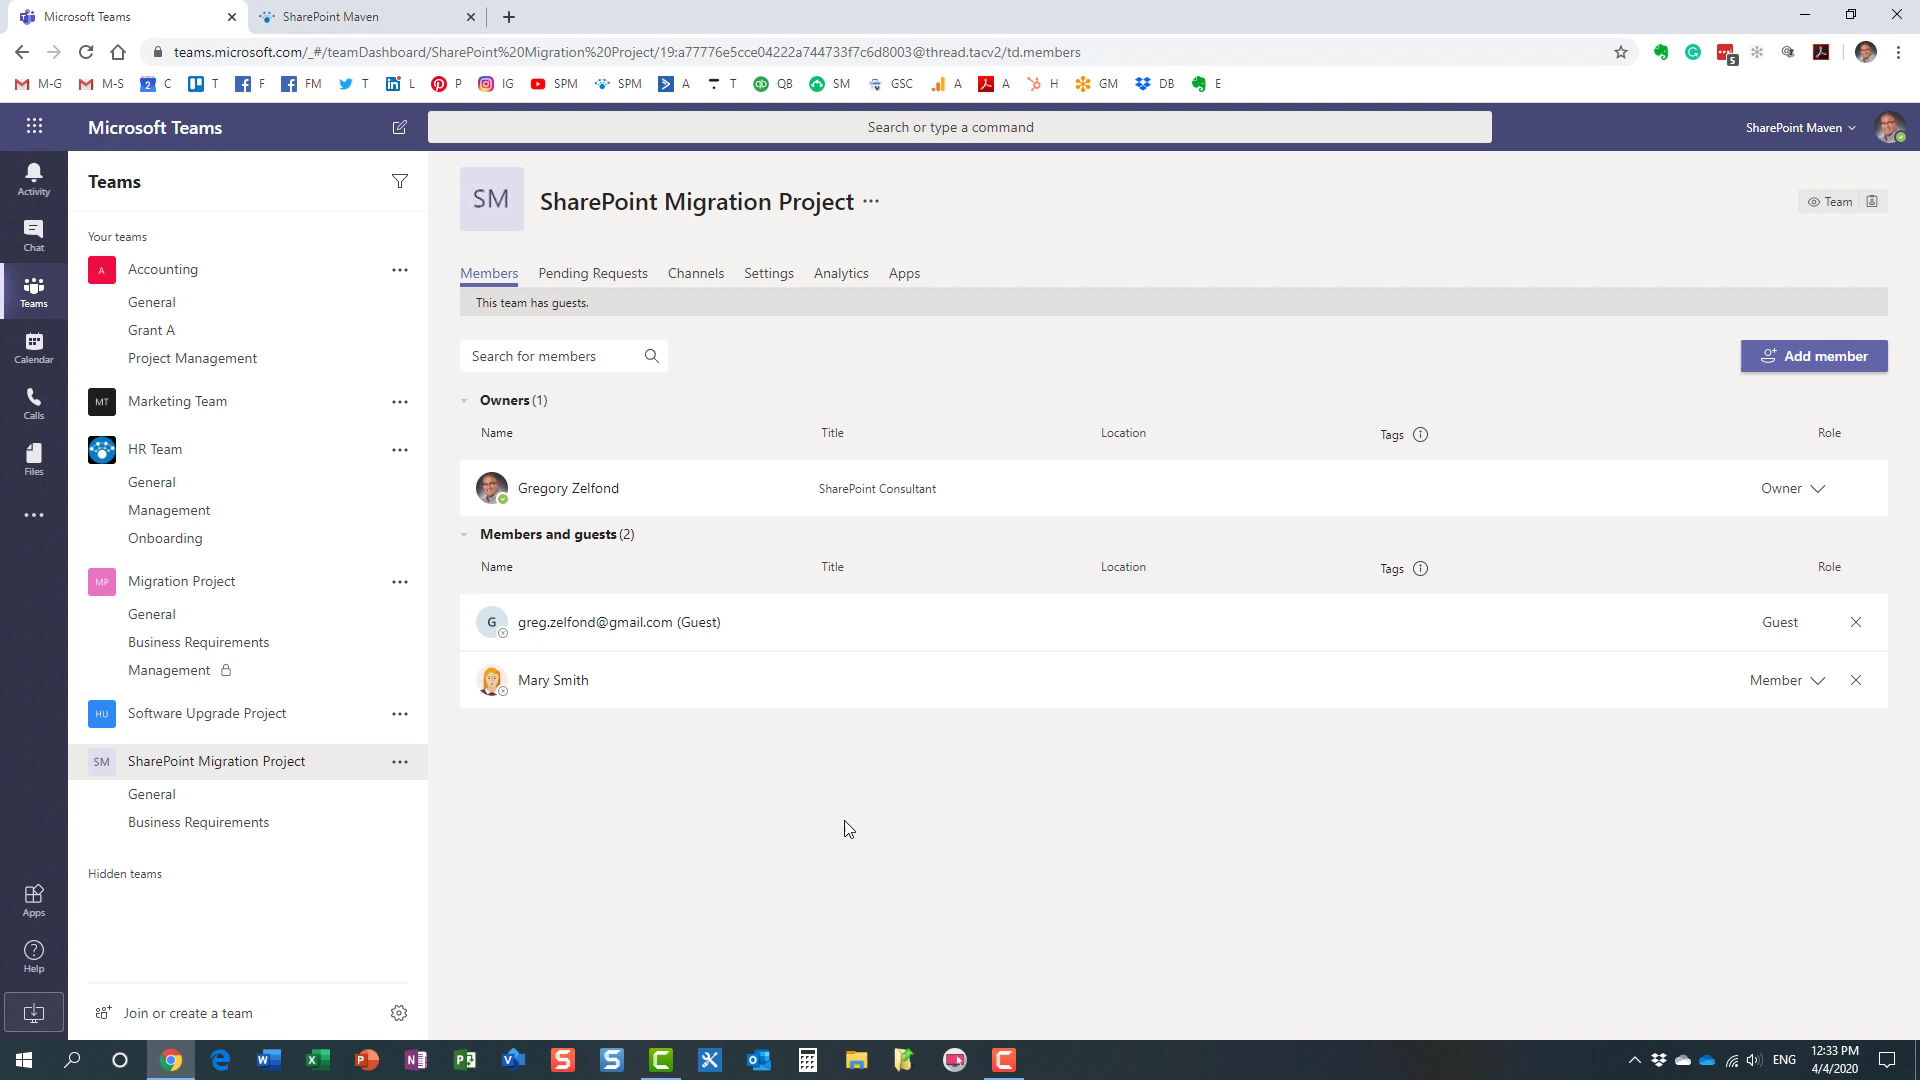 Microsoft Teams
SharePoint Maven
teams.microsoft.com/_#/teamDashboard/SharePoint%20Migration%20Project/19:a77776e5cce04222a744733f7c6d8003@thread.tacv2/td.members
5
M-G M-S 2 C T F FM T L P IG SPM SPM A T QB SM GSC A A H GM DB E
Microsoft Teams
Search or type a command
SharePoint Maven
Activity
Chat
Teams
Calendar
Calls
Files
Apps
Help
Teams
Your teams
A Accounting
General
Grant A
Project Management
MT Marketing Team
HR Team
General
Management
Onboarding
MP Migration Project
General
Business Requirements
Management
HU Software Upgrade Project
SM SharePoint Migration Project
General
Business Requirements
Hidden teams
Join or create a team
SM SharePoint Migration Project
Team
Members Pending Requests Channels Settings Analytics Apps
This team has guests.
Search for members
Add member
Owners (1)
Name Title Location Tags Role
Gregory Zelfond SharePoint Consultant Owner
Members and guests (2)
Name Title Location Tags Role
G greg.zelfond@gmail.com (Guest) Guest
Mary Smith Member
ENG
12:33 PM
4/4/2020